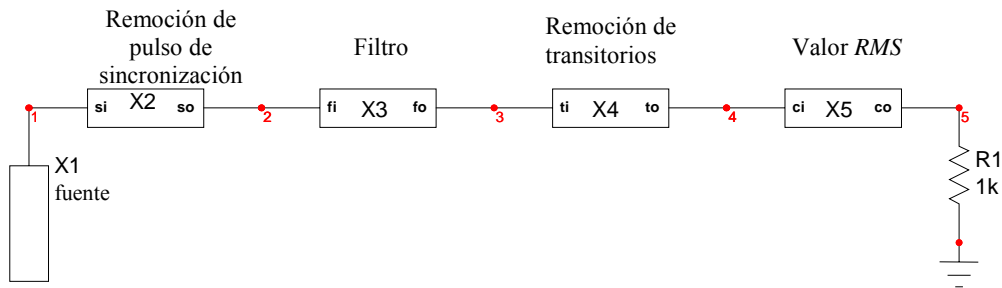 Remoción de
pulso de
sincronización
Filtro
Remoción de
transitorios
Valor RMS
si X2 so
fi X3 fo
ti X4 to
ci X5 co
1
2
3
4
5
X1
fuente
R1
1k